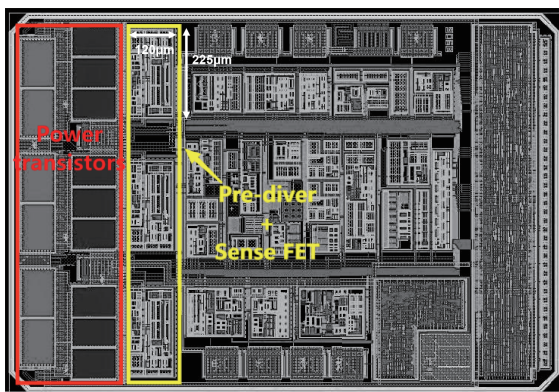 120µm
225µm
Power
transistors
Pre-diver
+
Sense FET